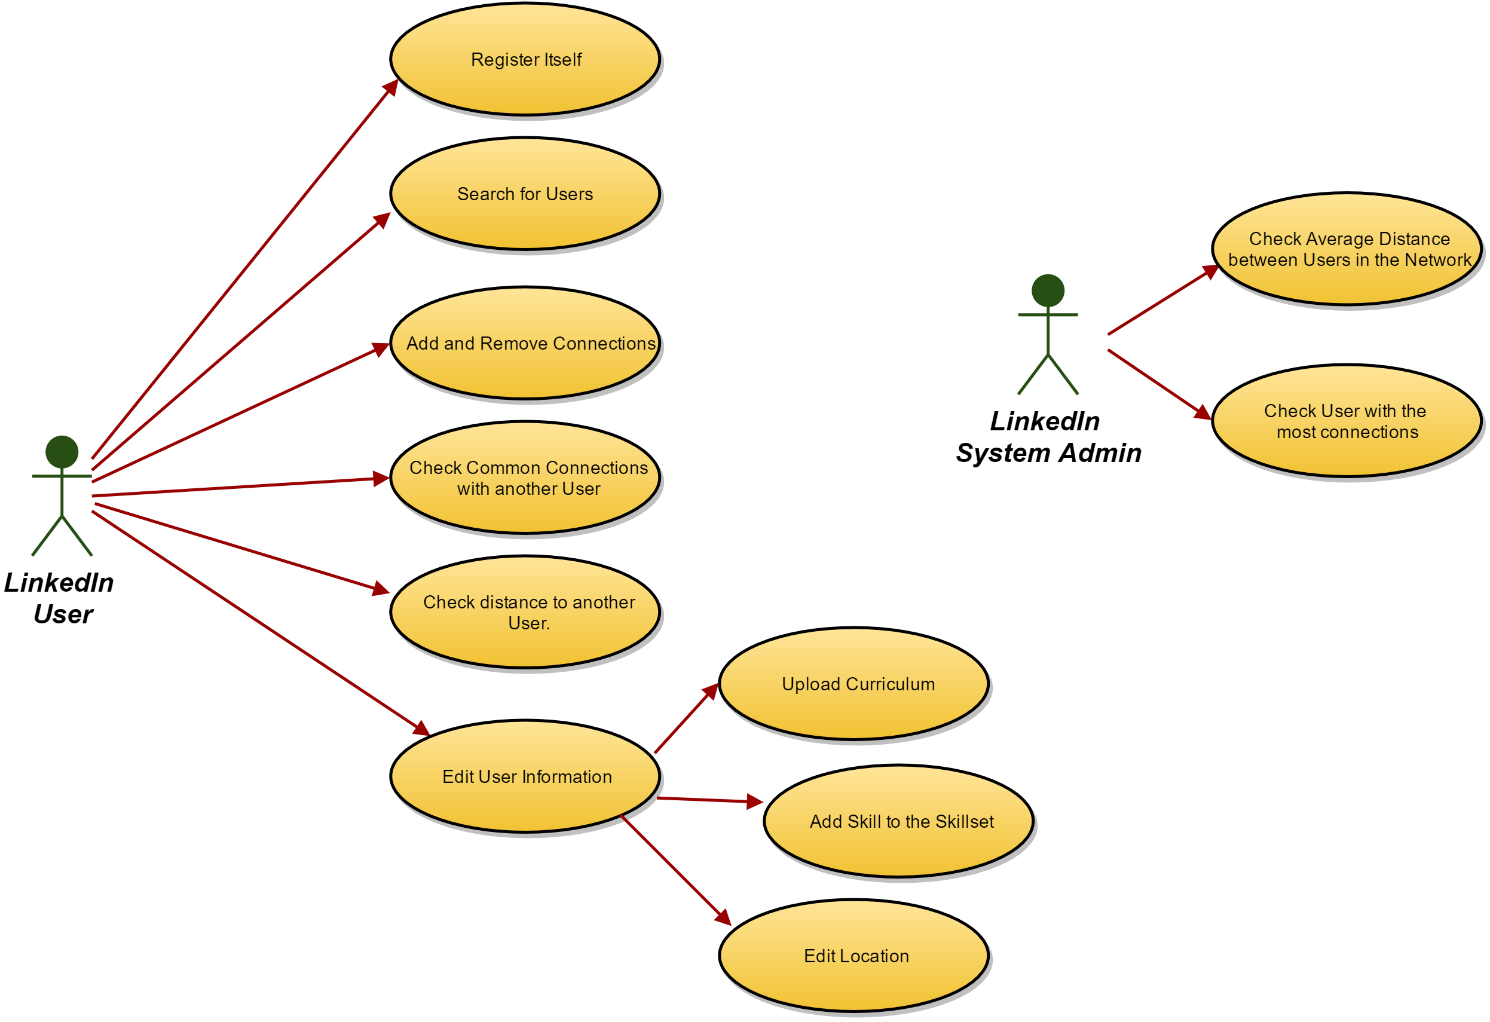 Register Itself
Search for Users
Add and Remove Connections
Check Common Connections
with another User
Check distance to another
User.
Edit User Information
LinkedIn
User
Upload Curriculum
Add Skill to the Skillset
Edit Location
LinkedIn
System Admin
Check Average Distance
between Users in the Network
Check User with the
most connections